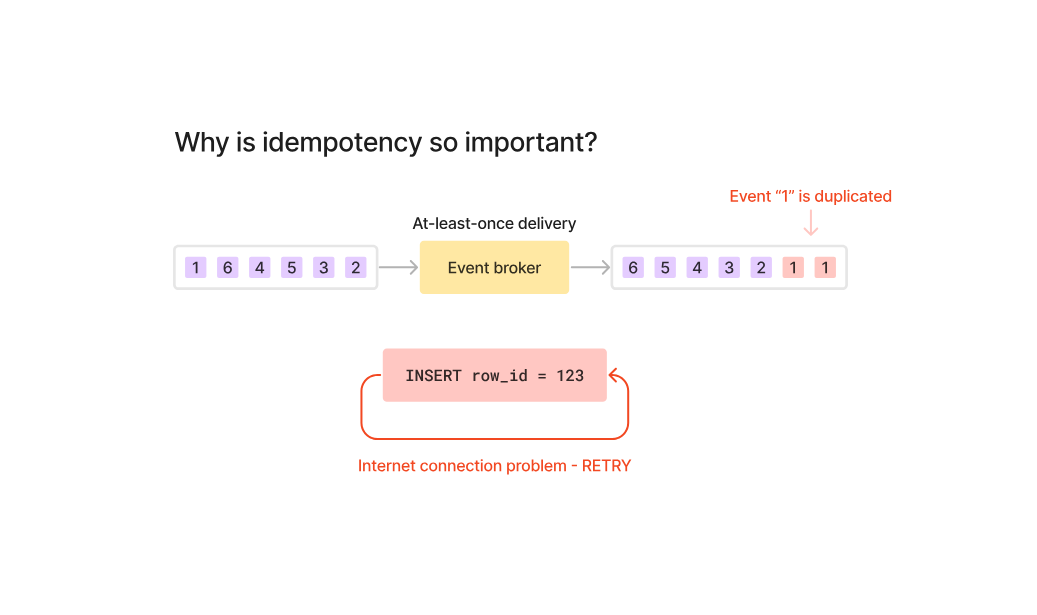 Why is idempotency so important?
Event “1” is duplicated
At-least-once delivery
1 6 4 5 3 2
Event broker
6 5 4 3 2 1 1
INSERT row_id = 123
Internet connection problem - RETRY